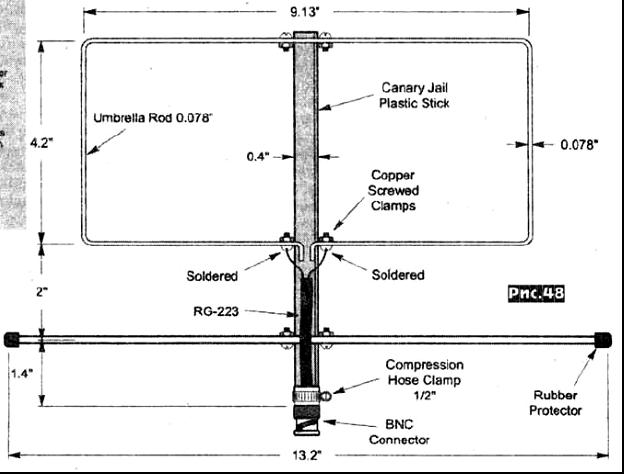 9.13"
Canary Jail
Plastic Stick
Umbrella Rod 0.078"
4.2"
0.4"
0.078"
Copper
Screwed
Clamps
Soldered
Soldered
2"
Рис.48
RG-223
1.4"
Compression
Hose Clamp
1/2"
Rubber
Protector
BNC
Connector
13.2"